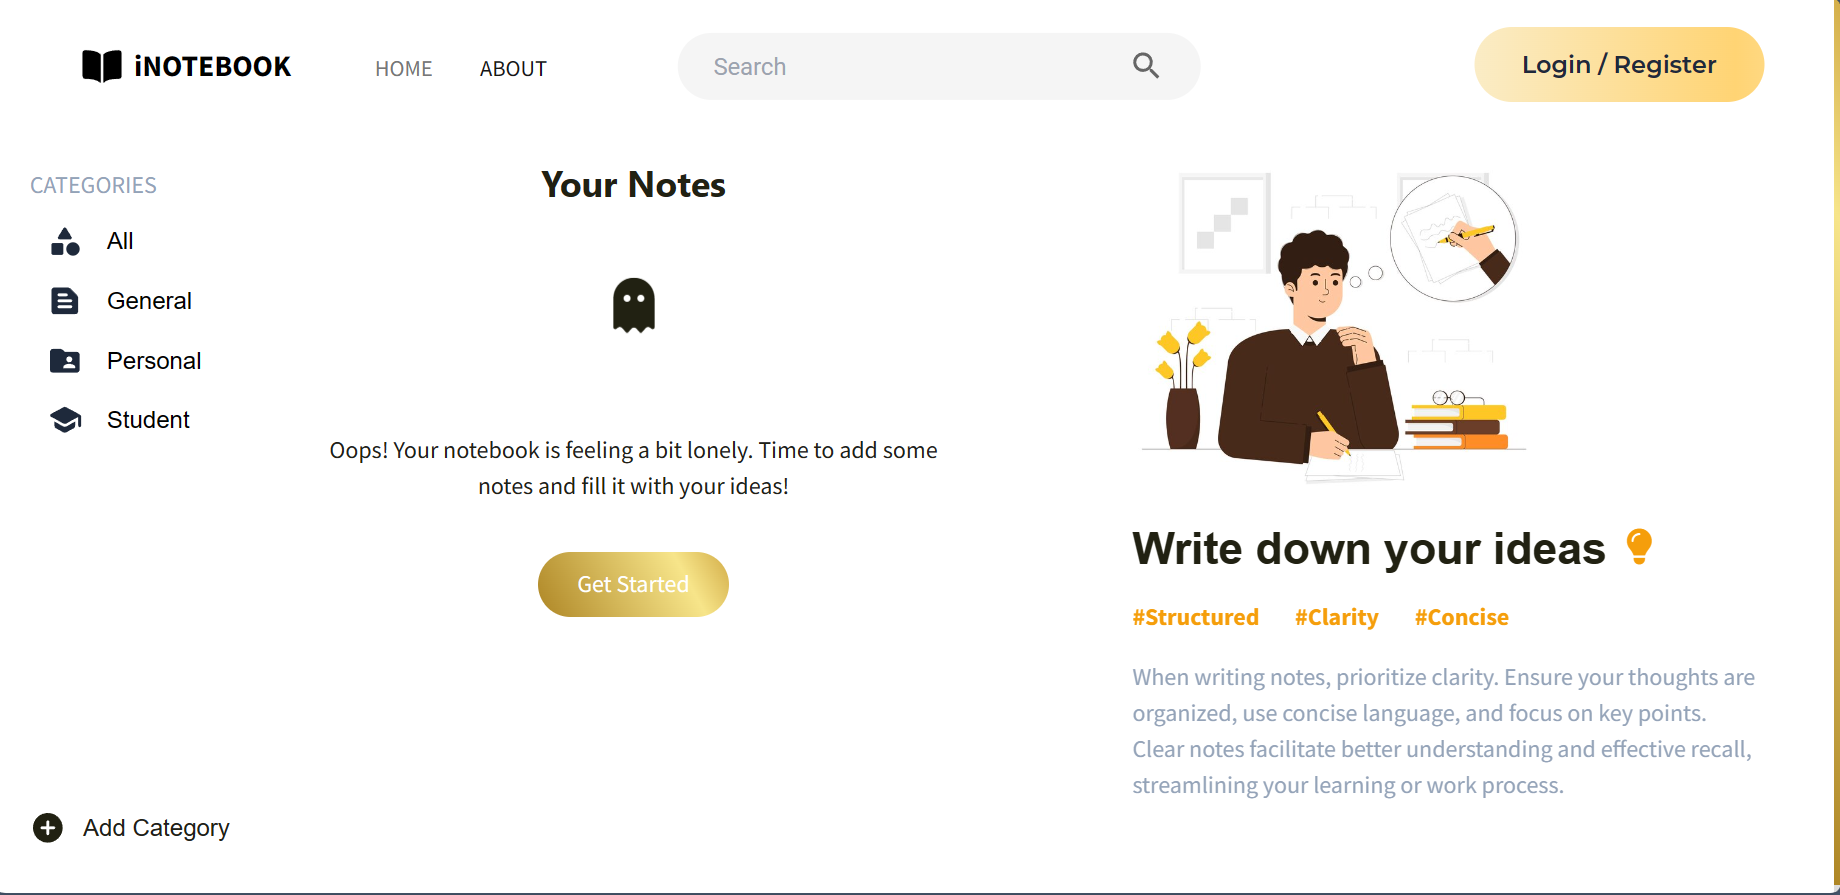 iNOTEBOOK
HOME
ABOUT
Search
Login / Register
CATEGORIES
All
General
Personal
Student
Add Category
Your Notes
Oops! Your notebook is feeling a bit lonely. Time to add some
notes and fill it with your ideas!
Get Started
Write down your ideas
#Structured #Clarity #Concise
When writing notes, prioritize clarity. Ensure your thoughts are
organized, use concise language, and focus on key points.
Clear notes facilitate better understanding and effective recall,
streamlining your learning or work process.